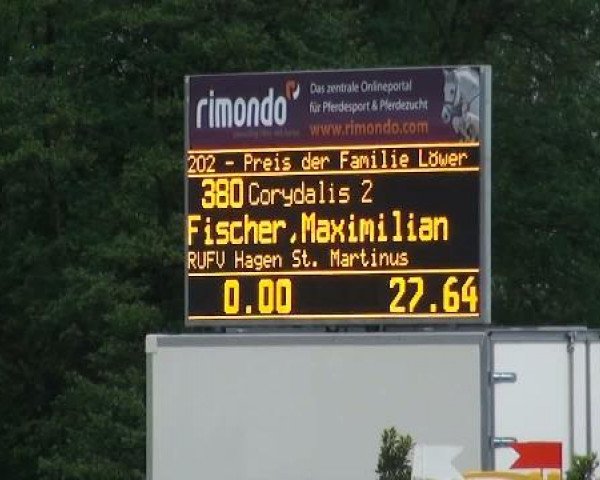 rimondo
Das zentrale Onlineportal
für Pferdesport & Pferdezucht
www.rimondo.com
202 - Preis der Familie Löwer
380 Corydalis 2
Fischer,Maximilian
RUFV Hagen St. Martinus
0.00 27.64